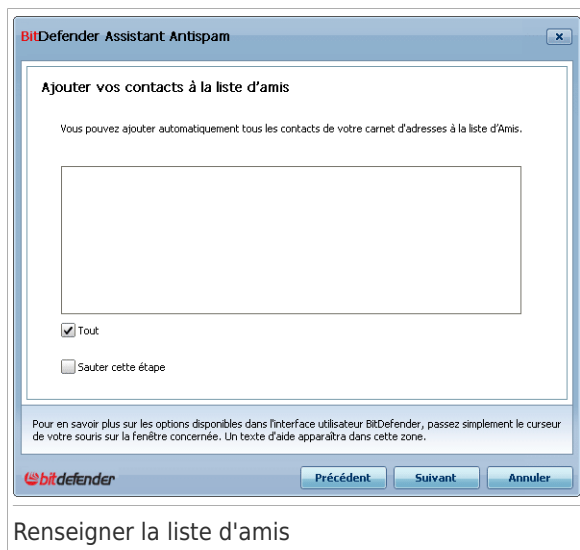 BitDefender Assistant Antispam
Ajouter vos contacts à la liste d'amis
Vous pouvez ajouter automatiquement tous les contacts de votre carnet d'adresses à la liste d'Amis.
Tout
Sauter cette étape
Pour en savoir plus sur les options disponibles dans l'interface utilisateur BitDefender, passez simplement le curseur
de votre souris sur la fenêtre concernée. Un texte d'aide apparaîtra dans cette zone.
bitdefender
Précédent
Suivant
Annuler
Renseigner la liste d'amis